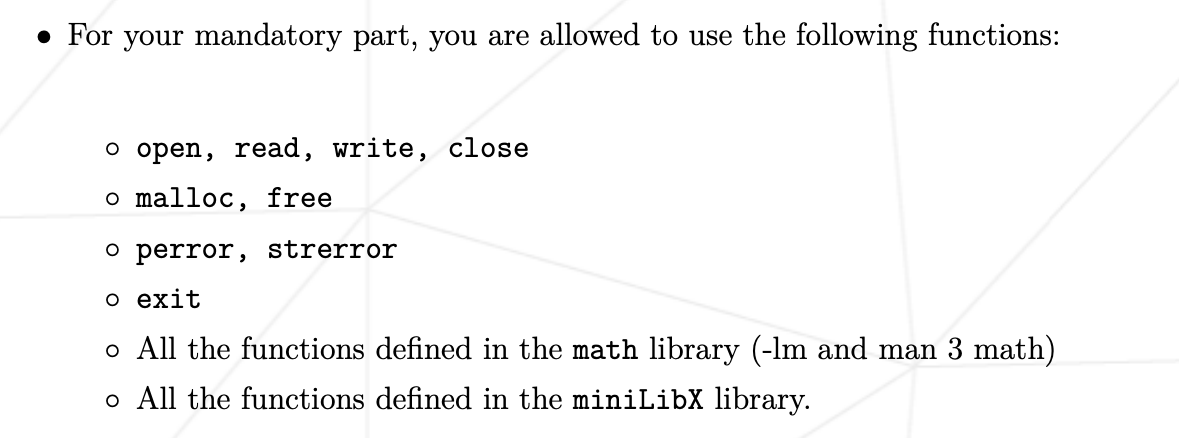 • For your mandatory part, you are allowed to use the following functions:
◦ open, read, write, close
◦ malloc, free
◦ perror, strerror
◦ exit
◦ All the functions defined in the math library (-lm and man 3 math)
◦ All the functions defined in the miniLibX library.